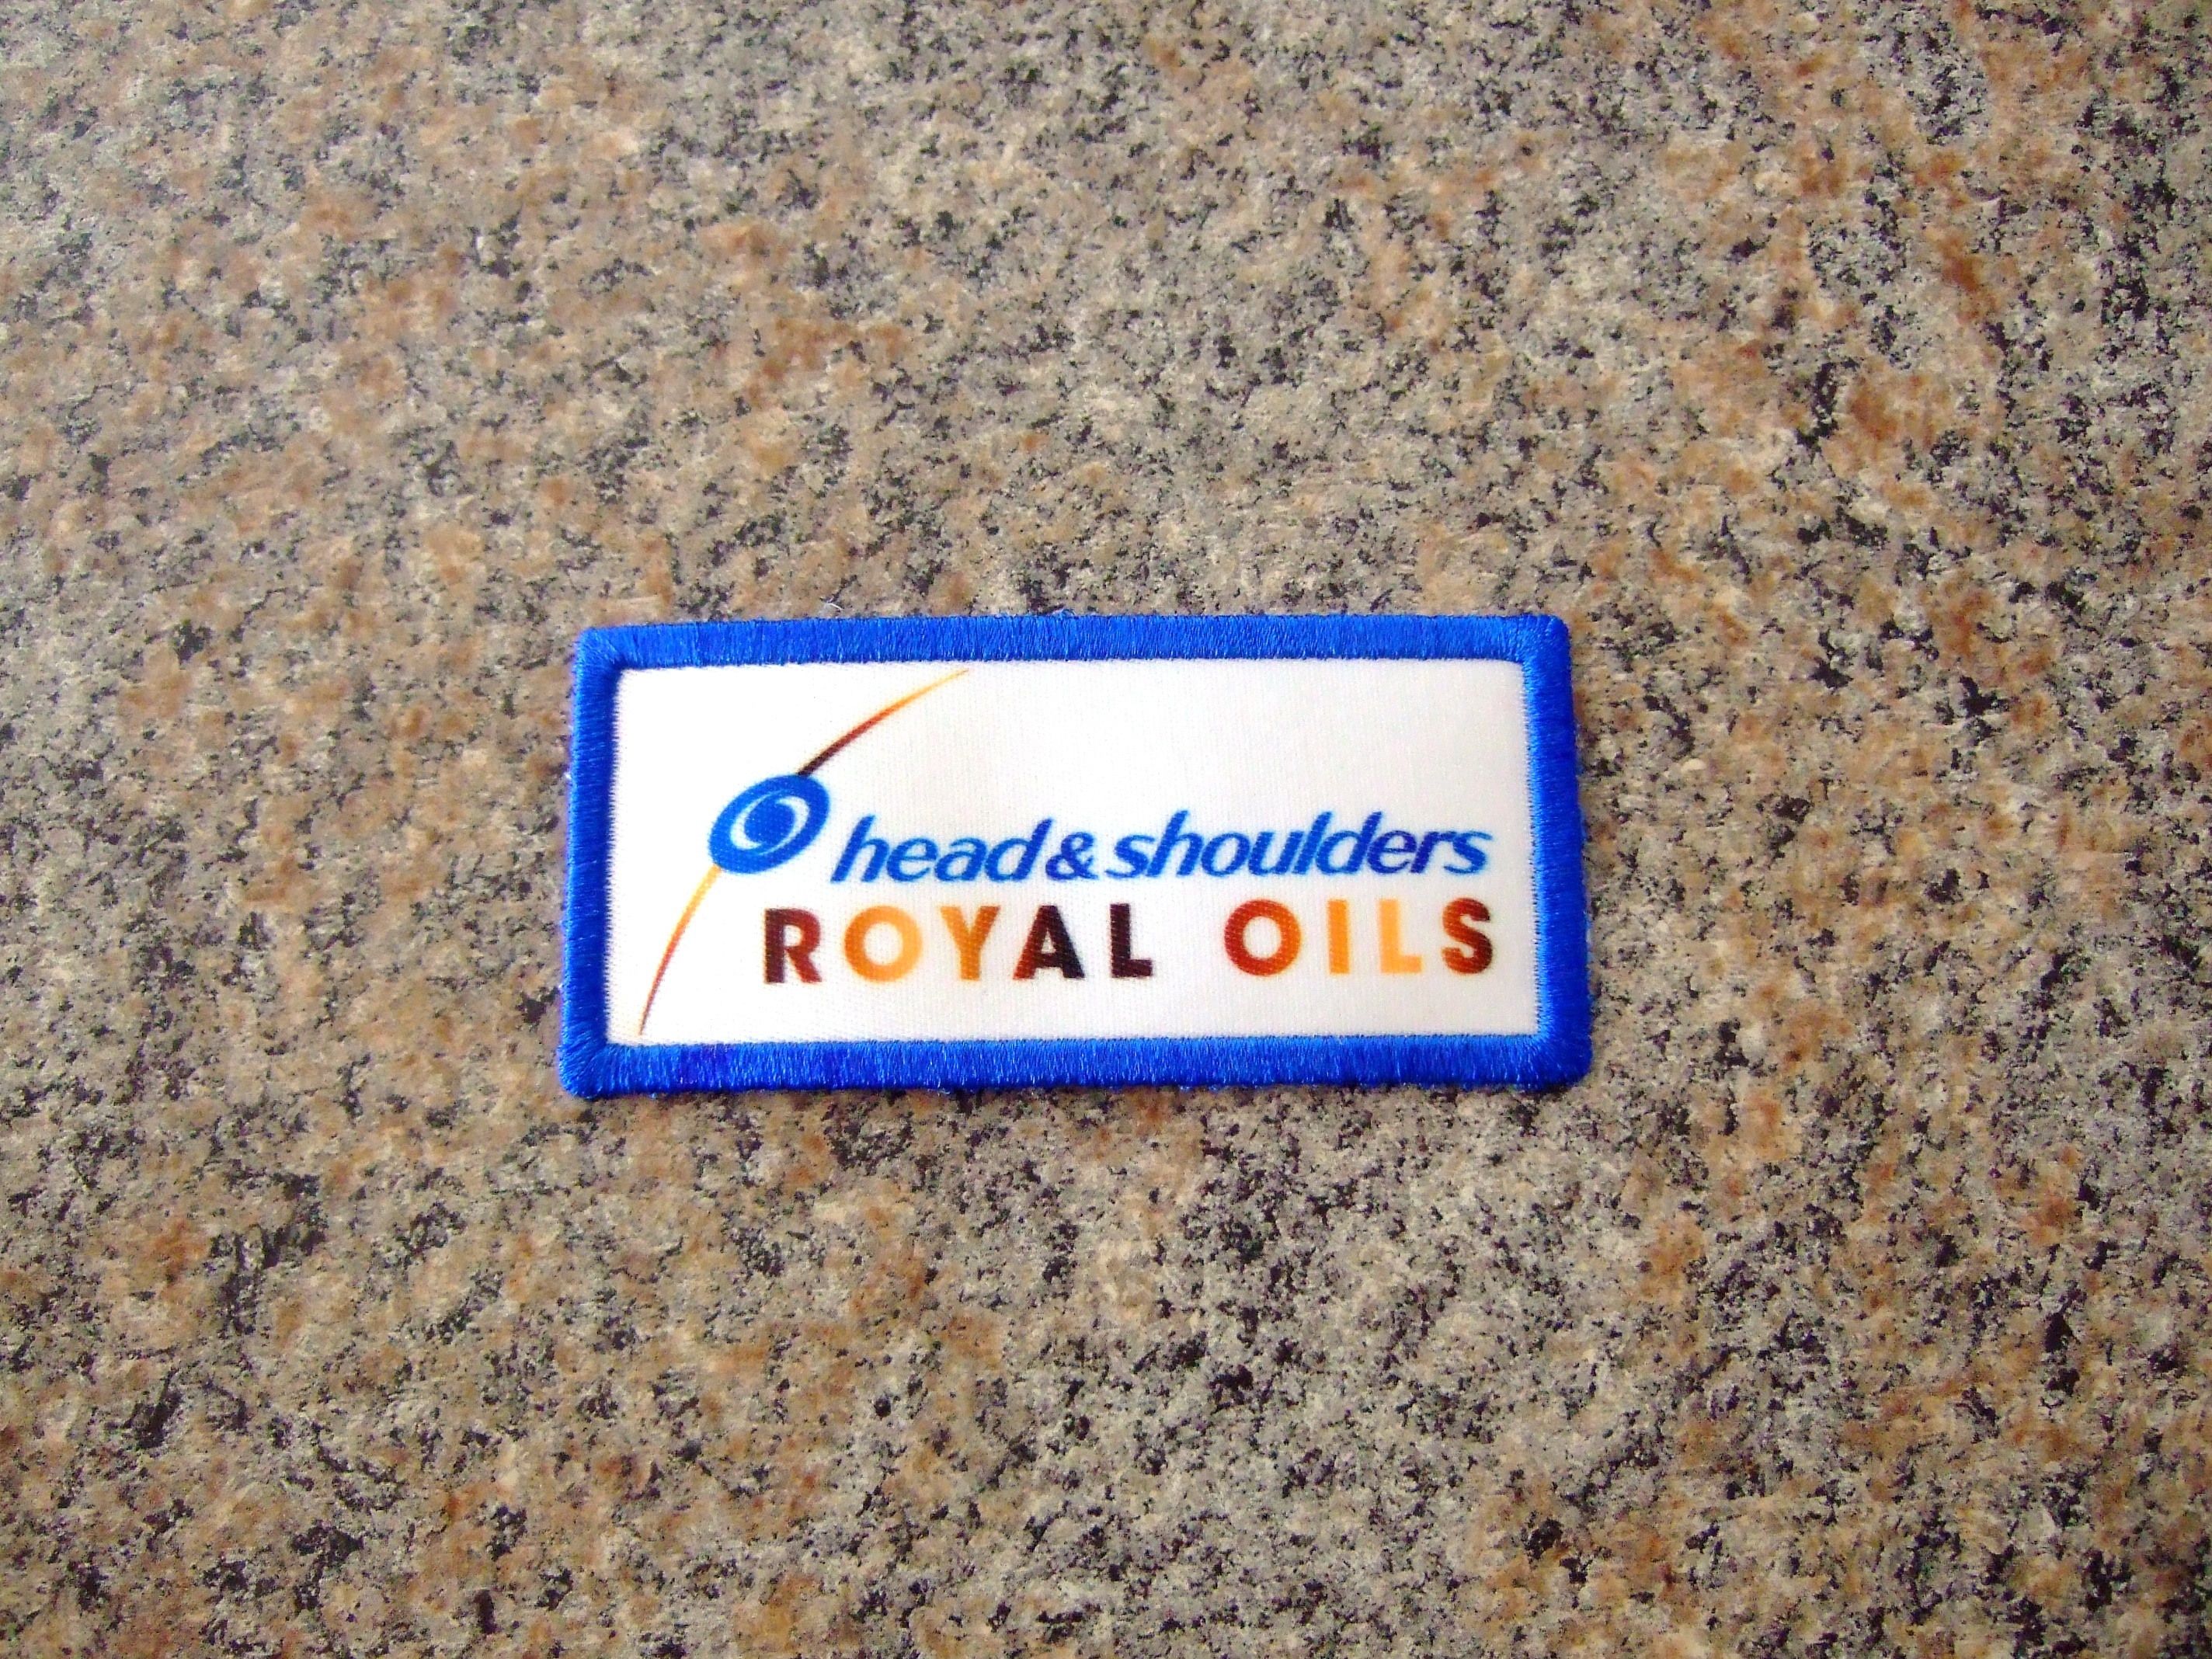 head & shoulders
ROYAL OILS